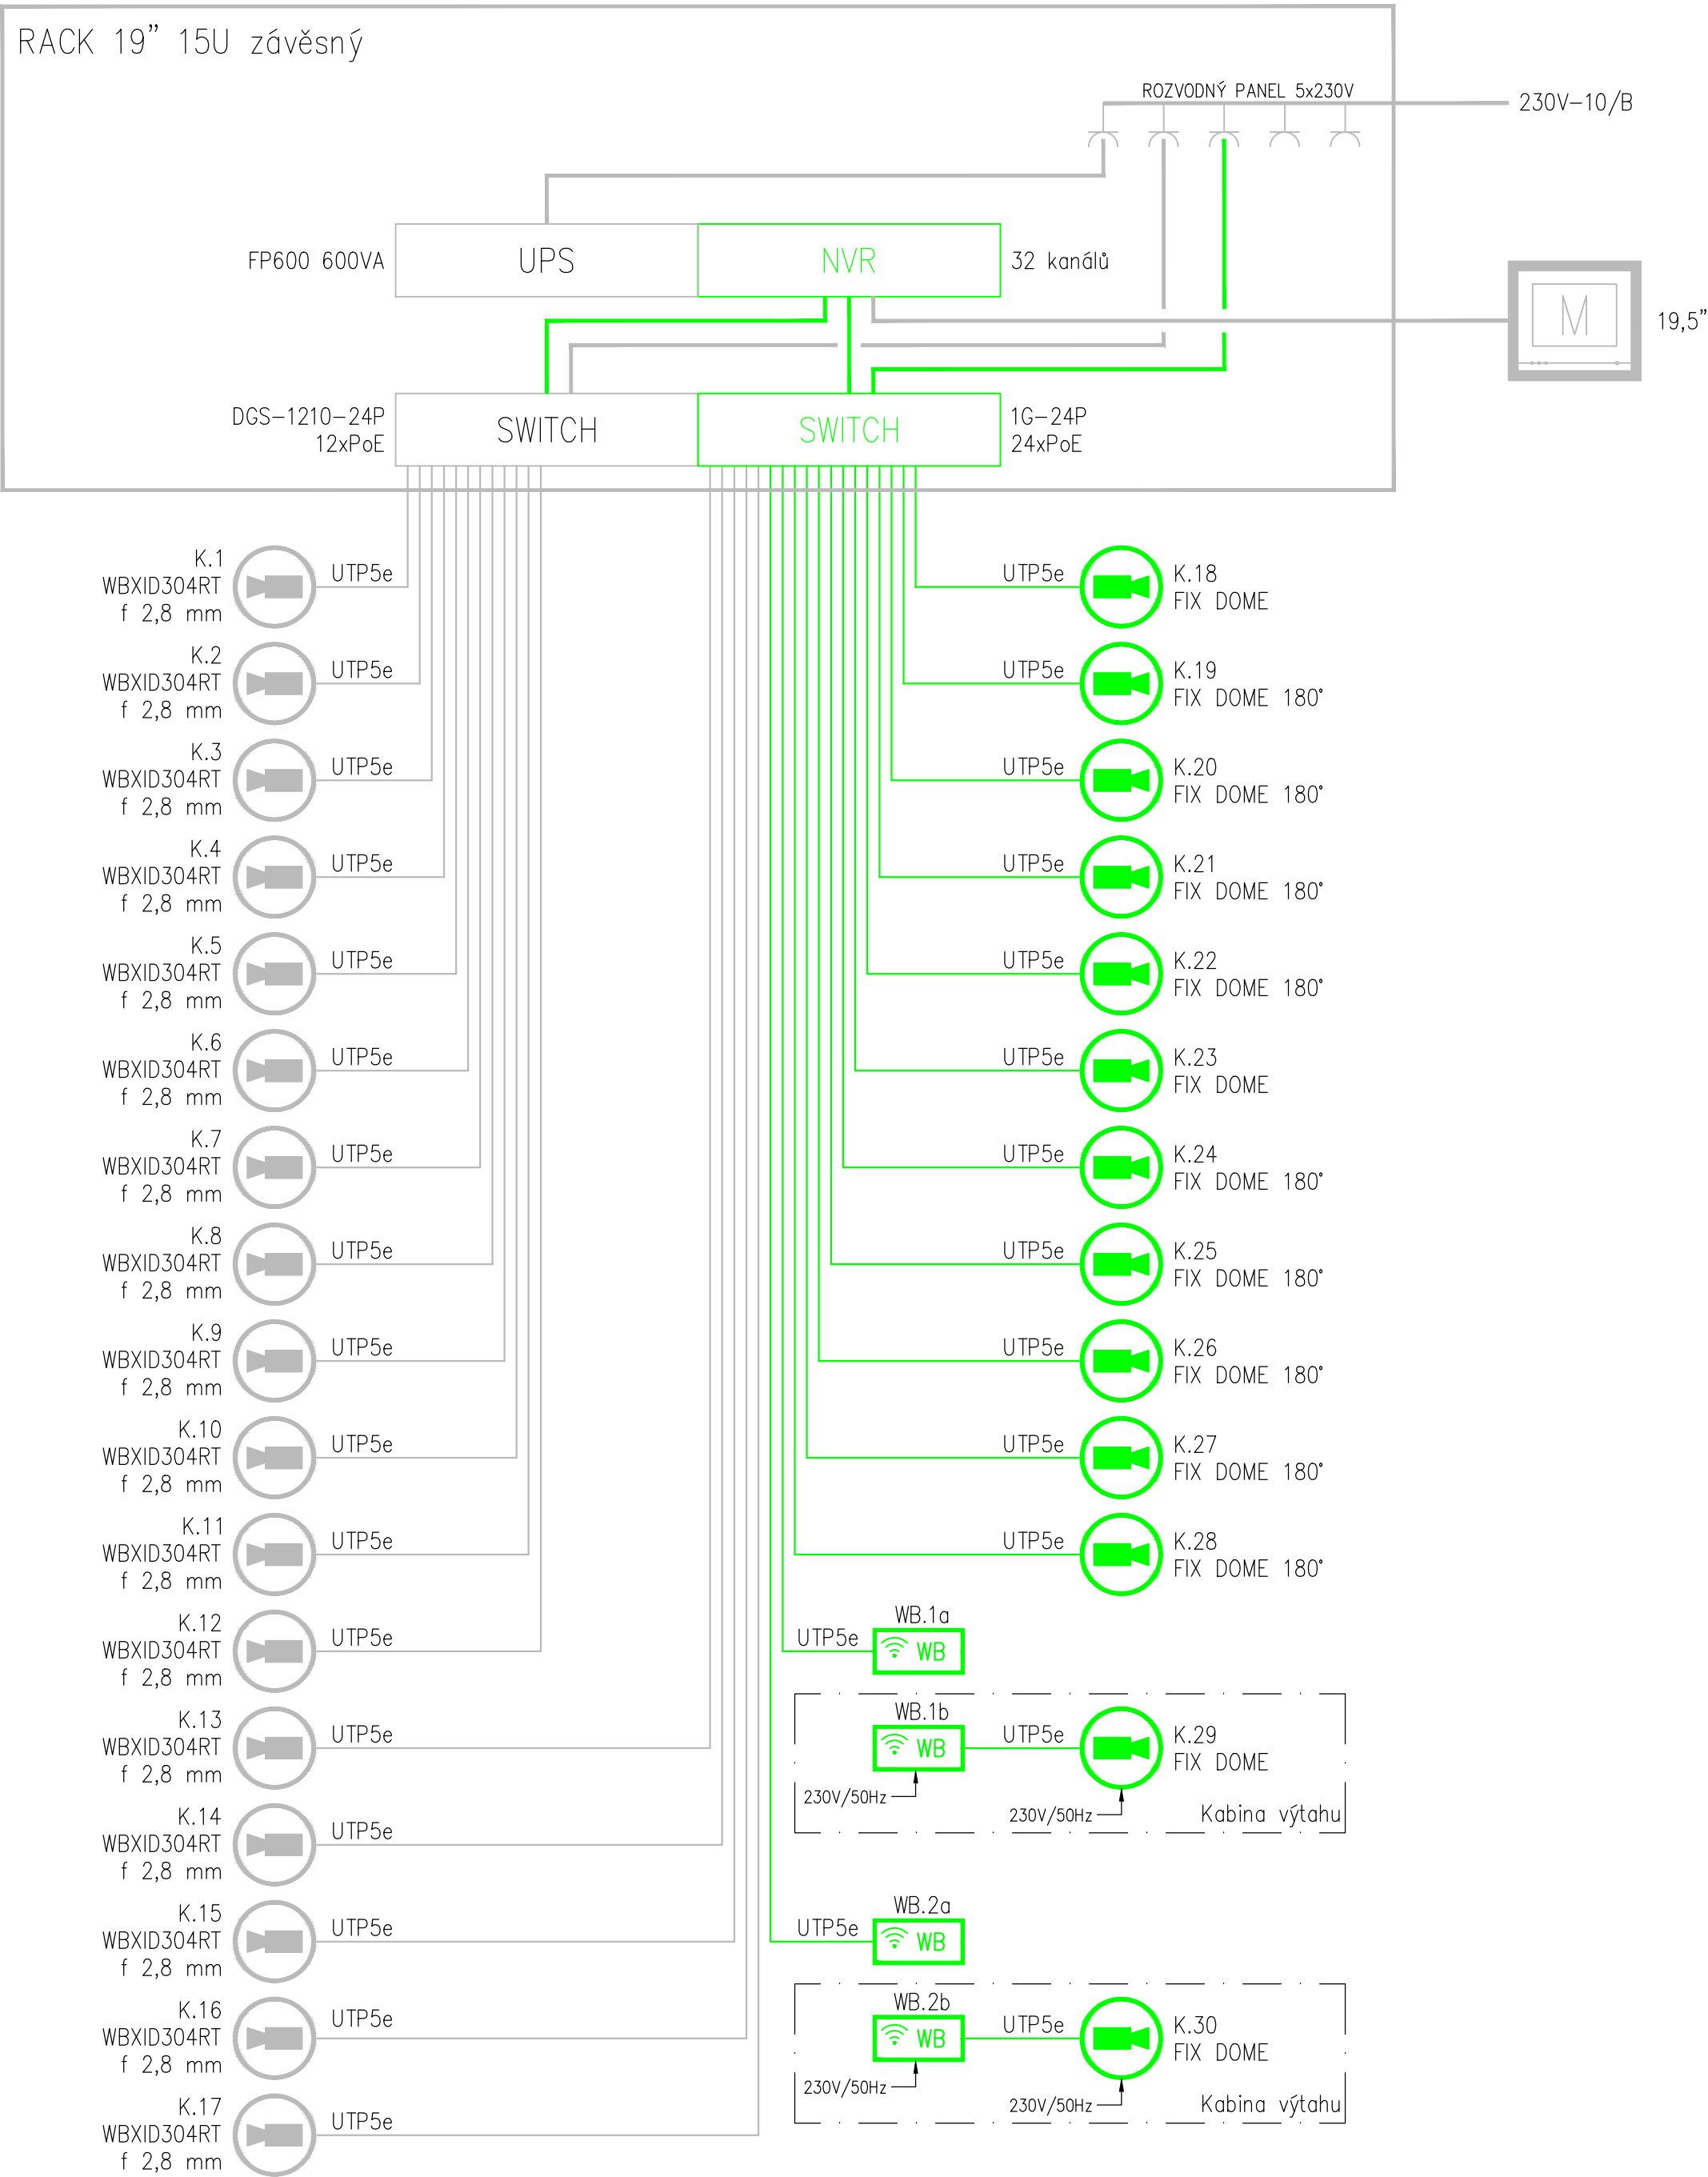 RACK 19” 15U závěsný
ROZVODNÝ PANEL 5x230V
230V-10/B
FP600 600VA
UPS
NVR
32 kanálů
M
19,5”
DGS-1210-24P
12xPoE
SWITCH
SWITCH
1G-24P
24xPoE
K.1
WBXID304RT
f 2,8 mm
UTP5e
K.2
WBXID304RT
f 2,8 mm
UTP5e
K.3
WBXID304RT
f 2,8 mm
UTP5e
K.4
WBXID304RT
f 2,8 mm
UTP5e
K.5
WBXID304RT
f 2,8 mm
UTP5e
K.6
WBXID304RT
f 2,8 mm
UTP5e
K.7
WBXID304RT
f 2,8 mm
UTP5e
K.8
WBXID304RT
f 2,8 mm
UTP5e
K.9
WBXID304RT
f 2,8 mm
UTP5e
K.10
WBXID304RT
f 2,8 mm
UTP5e
K.11
WBXID304RT
f 2,8 mm
UTP5e
K.12
WBXID304RT
f 2,8 mm
UTP5e
K.13
WBXID304RT
f 2,8 mm
UTP5e
K.14
WBXID304RT
f 2,8 mm
UTP5e
K.15
WBXID304RT
f 2,8 mm
UTP5e
K.16
WBXID304RT
f 2,8 mm
UTP5e
K.17
WBXID304RT
f 2,8 mm
UTP5e
UTP5e
K.18
FIX DOME
UTP5e
K.19
FIX DOME 180°
UTP5e
K.20
FIX DOME 180°
UTP5e
K.21
FIX DOME 180°
UTP5e
K.22
FIX DOME 180°
UTP5e
K.23
FIX DOME
UTP5e
K.24
FIX DOME 180°
UTP5e
K.25
FIX DOME 180°
UTP5e
K.26
FIX DOME 180°
UTP5e
K.27
FIX DOME 180°
UTP5e
K.28
FIX DOME 180°
WB.1a
UTP5e
WB
WB.1b
WB
UTP5e
K.29
FIX DOME
230V/50Hz
230V/50Hz
Kabina výtahu
WB.2a
UTP5e
WB
WB.2b
WB
UTP5e
K.30
FIX DOME
230V/50Hz
230V/50Hz
Kabina výtahu